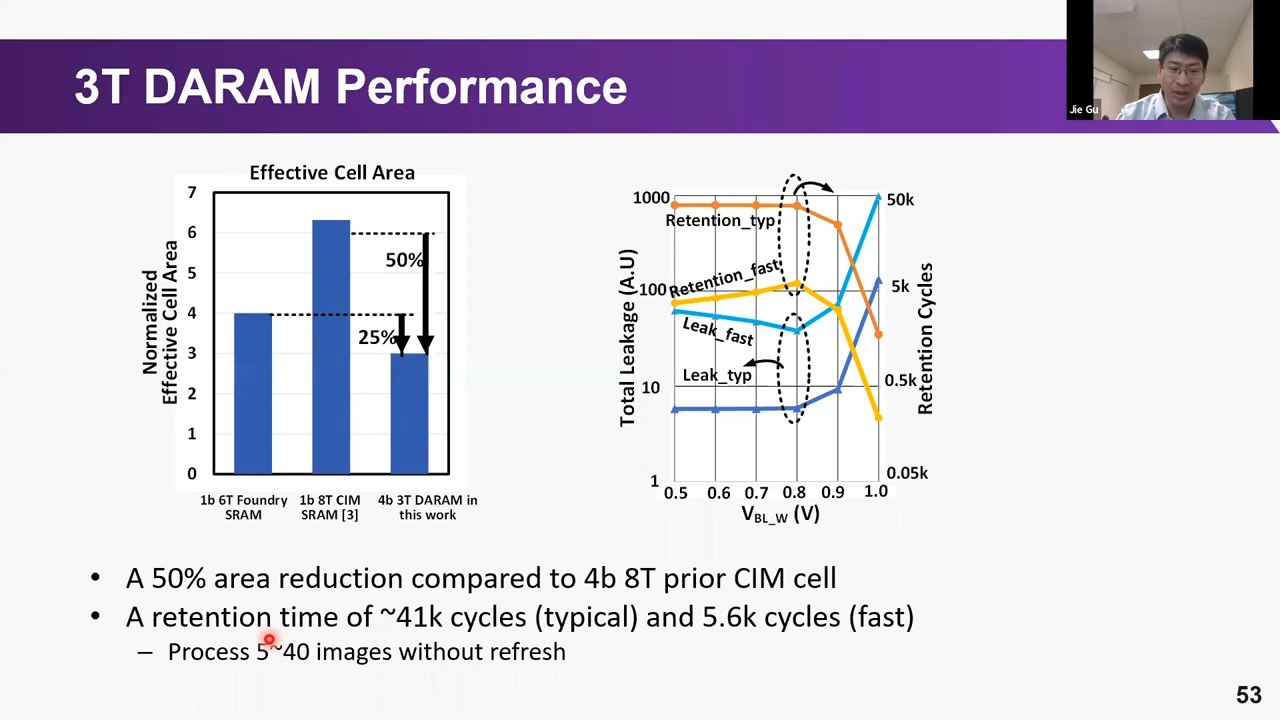 3T DARAM Performance
Jie Gu
Effective Cell Area
Normalized
Effective Cell Area
7
6
5
4
3
2
1
0
50%
25%
1b 6T Foundry
SRAM
1b 8T CIM
SRAM [3]
4b 3T DARAM in
this work
Total Leakage (A.U)
1000
100
10
1
Retention_typ
Retention_fast
Leak_fast
Leak_typ
50k
5k
0.5k
0.05k
Retention Cycles
0.5 0.6 0.7 0.8 0.9 1.0
VBL_W (V)
• A 50% area reduction compared to 4b 8T prior CIM cell
• A retention time of ~41k cycles (typical) and 5.6k cycles (fast)
– Process 5~40 images without refresh
53